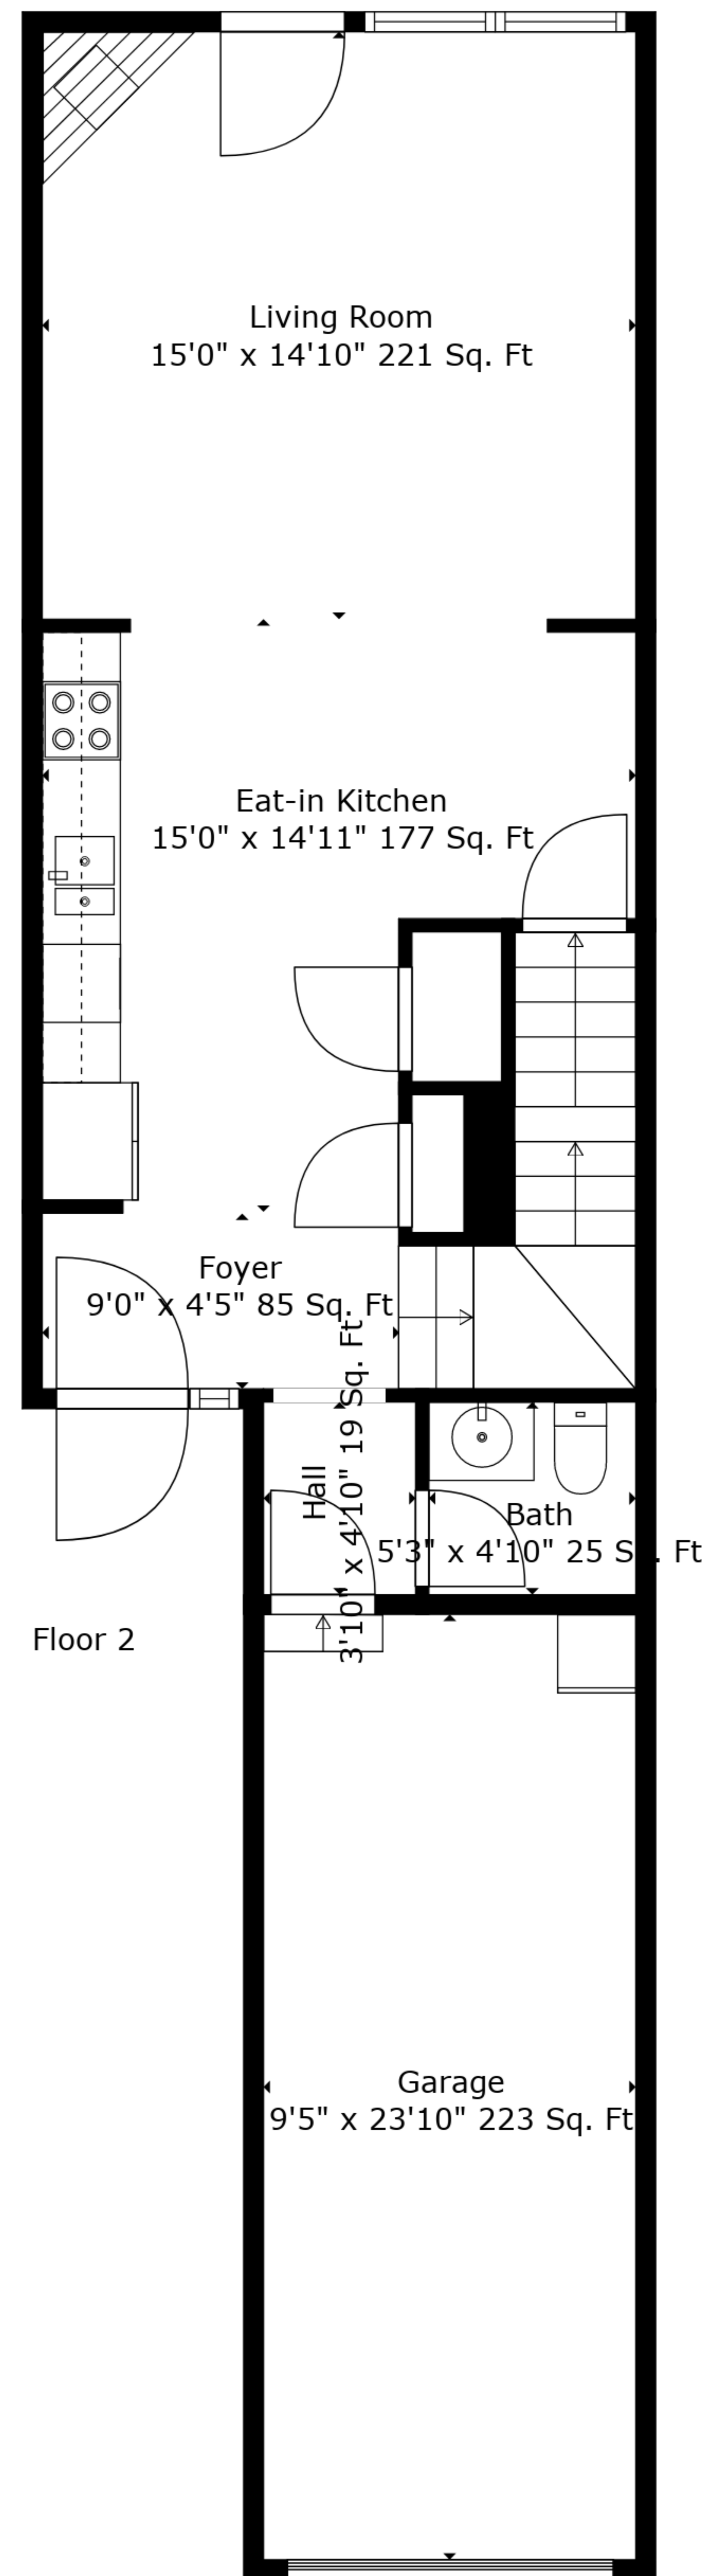 Living Room
15'0" x 14'10" 221 Sq. Ft
Eat-in Kitchen
15'0" x 14'11" 177 Sq. Ft
Foyer
9'0" x 4'5" 85 Sq. Ft
Hall
3'10" x 4'10" 19 Sq. Ft
Bath
5'3" x 4'10" 25 Sq. Ft
Floor 2
Garage
9'5" x 23'10" 223 Sq. Ft